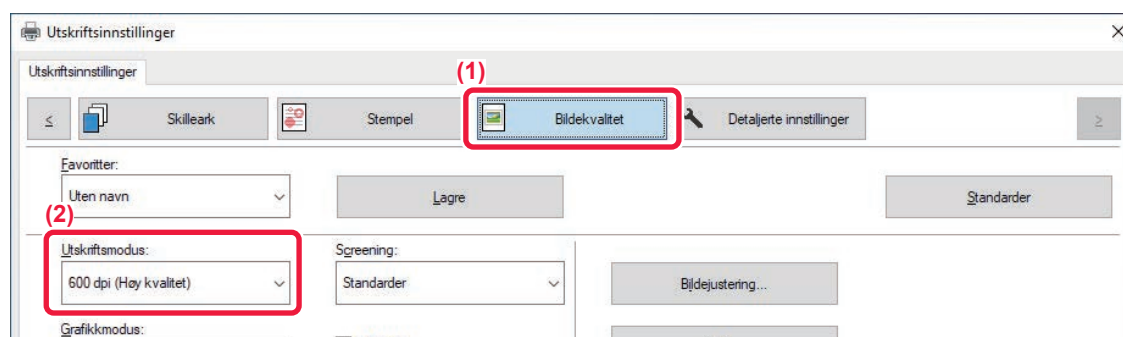 Utskriftsinnstillinger
Utskriftsinnstillinger
(1)
≤ Skilleark Stempel Bildekvalitet Detaljerte innstillinger ≥
Favoritter:
Uten navn Lagre Standarder
(2)
Utskriftsmodus: Screening:
600 dpi (Høy kvalitet) Standarder Bildejustering...
Grafikkmodus: